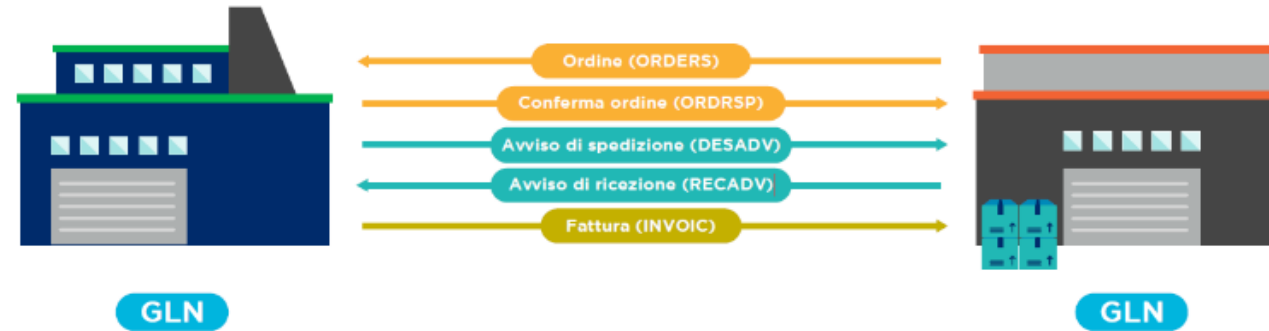 Ordine (ORDERS)
Conferma ordine (ORDRSP)
Avviso di spedizione (DESADV)
Avviso di ricezione (RECADV)
Fattura (INVOIC)
GLN
GLN